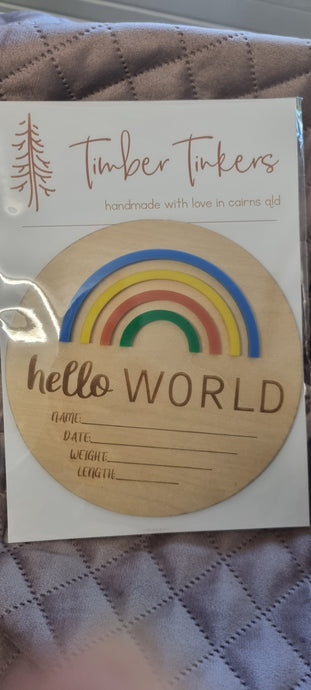 Timber Tinkers
handmade with love in cairns qld
hello WORLD
NAME:
DATE:
WEIGHT:
LENGTH: